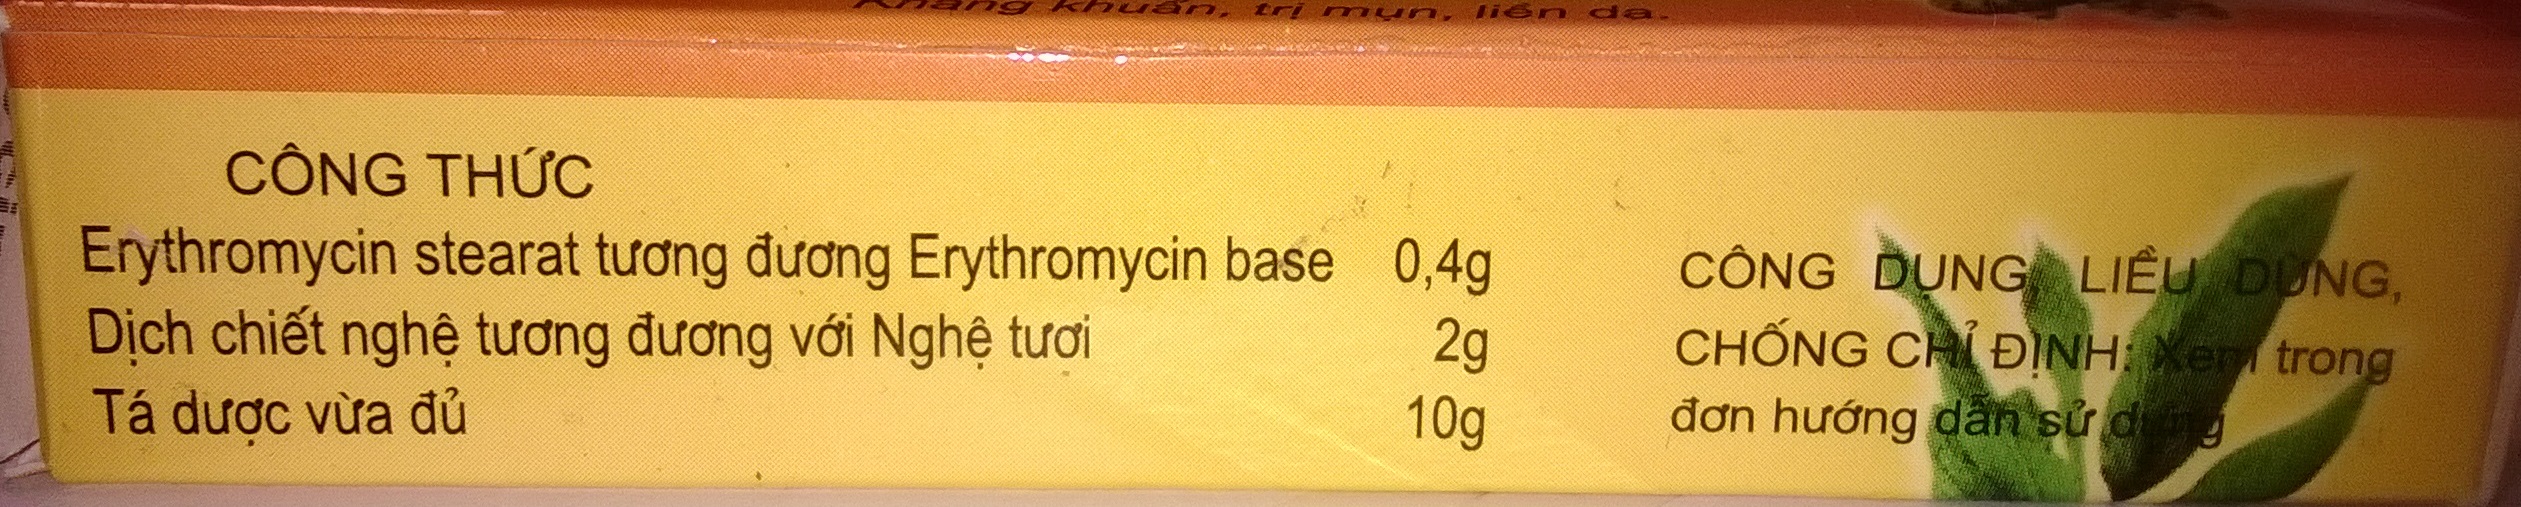 Kháng khuẩn, trị mụn, liền da.
CÔNG THỨC
Erythromycin stearat tương đương Erythromycin base 0,4g
Dịch chiết nghệ tương đương với Nghệ tươi 2g
Tá dược vừa đủ 10g
CÔNG DỤNG, LIỀU DÙNG,
CHỐNG CHỈ ĐỊNH: Xem trong
đơn hướng dẫn sử dụng